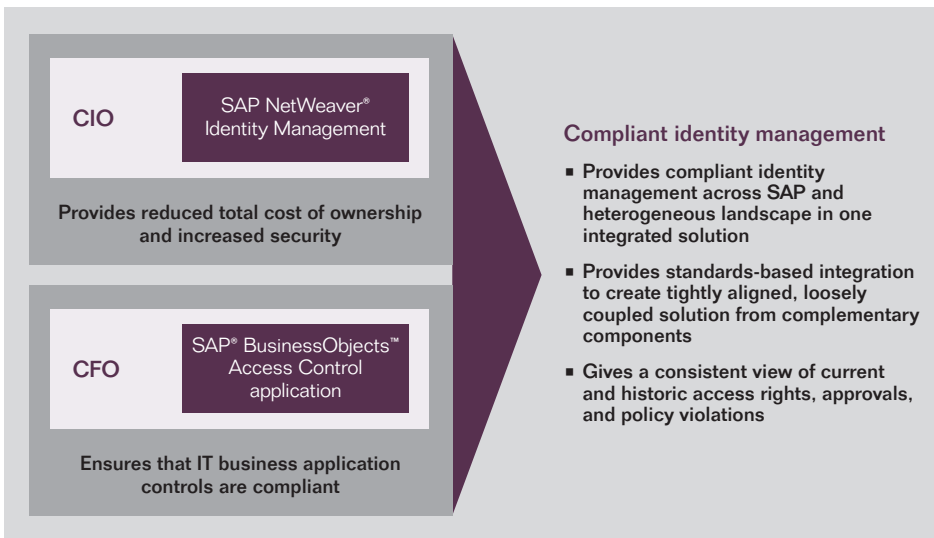 CIO
SAP NetWeaver®
Identity Management
Provides reduced total cost of ownership
and increased security
CFO
SAP® BusinessObjects™
Access Control
application
Ensures that IT business application
controls are compliant
Compliant identity management
▪ Provides compliant identity
management across SAP and
heterogeneous landscape in one
integrated solution
▪ Provides standards-based integration
to create tightly aligned, loosely
coupled solution from complementary
components
▪ Gives a consistent view of current
and historic access rights, approvals,
and policy violations